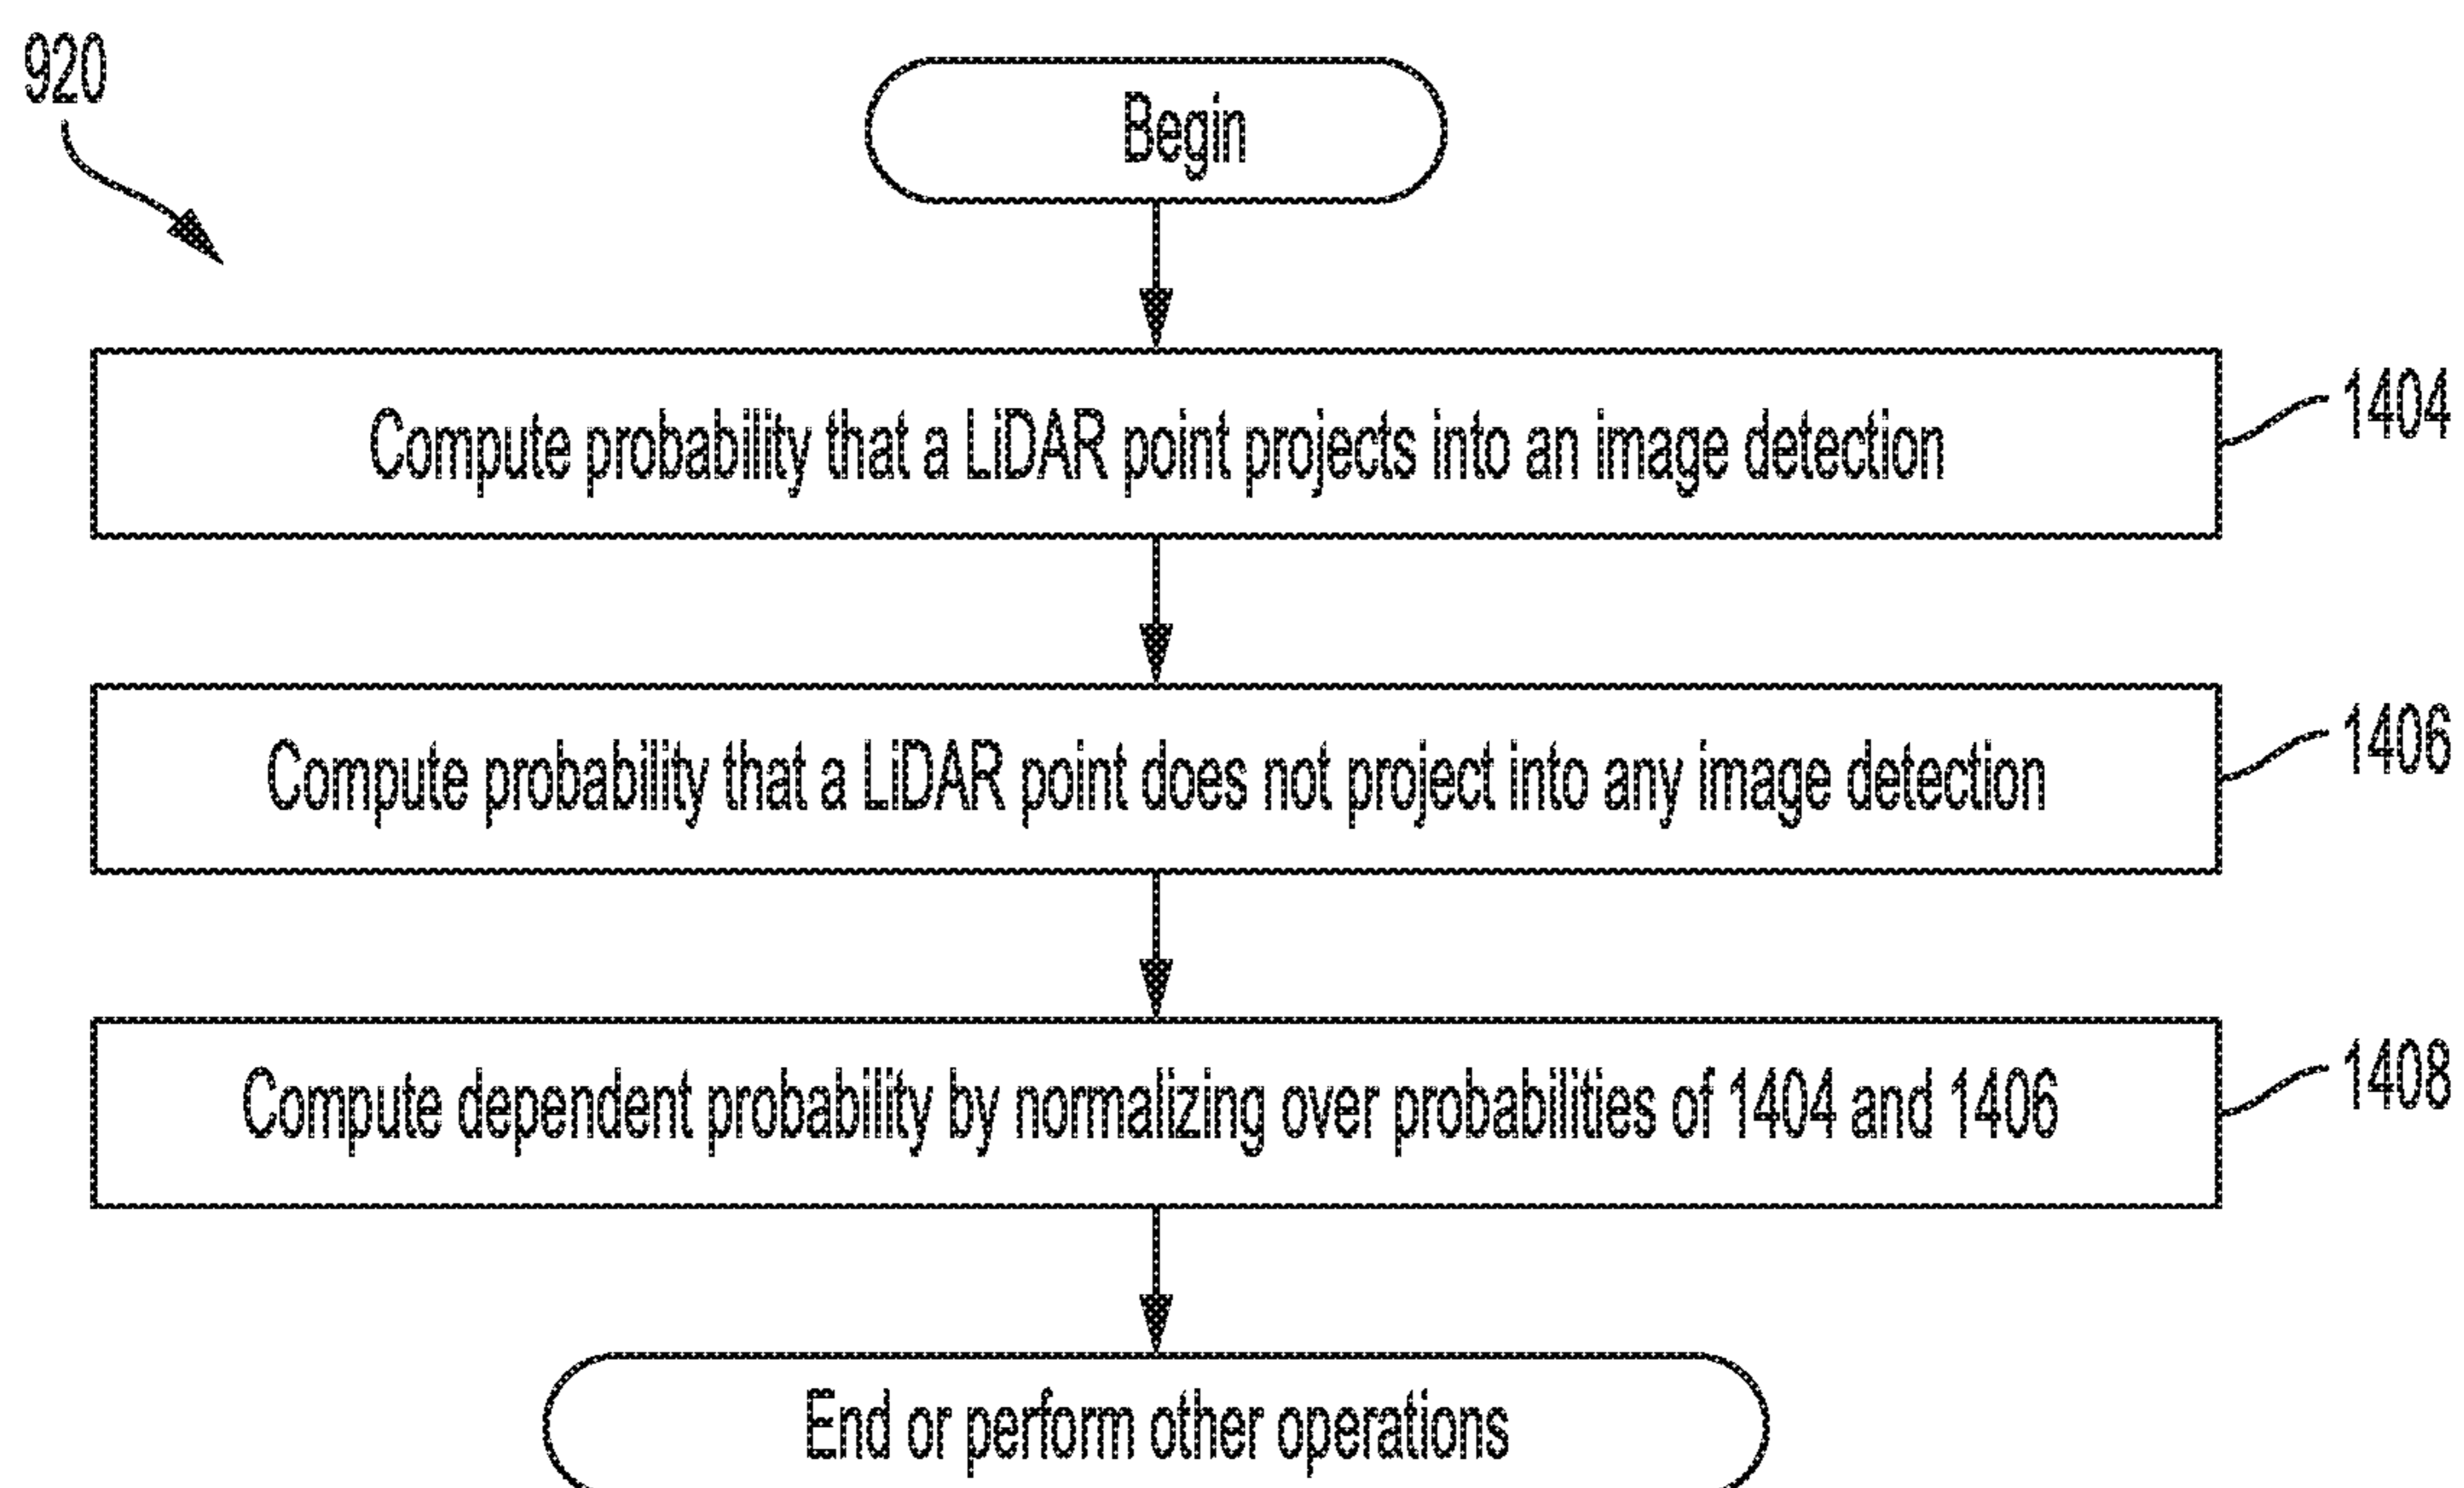 920
Begin
Compute probability that a LiDAR point projects into an image detection
1404
Compute probability that a LiDAR point does not project into any image detection
1406
Compute dependent probability by normalizing over probabilities of 1404 and 1406
1408
End or perform other operations